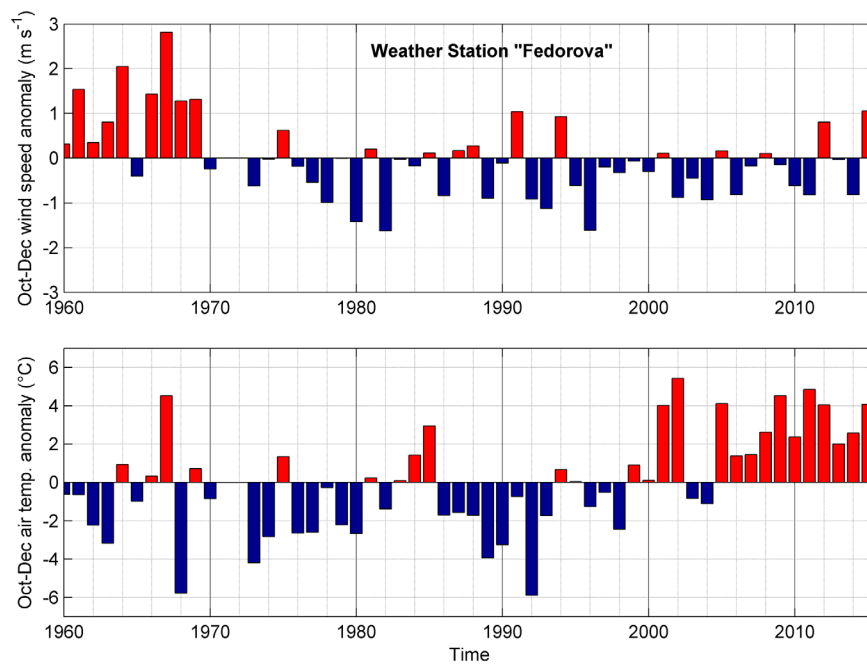 Weather Station "Fedorova"
Oct-Dec wind speed anomaly (m s⁻¹)
3
2
1
0
-1
-2
-3
1960 1970 1980 1990 2000 2010
Oct-Dec air temp. anomaly (°C)
6
4
2
0
-2
-4
-6
1960 1970 1980 1990 2000 2010
Time